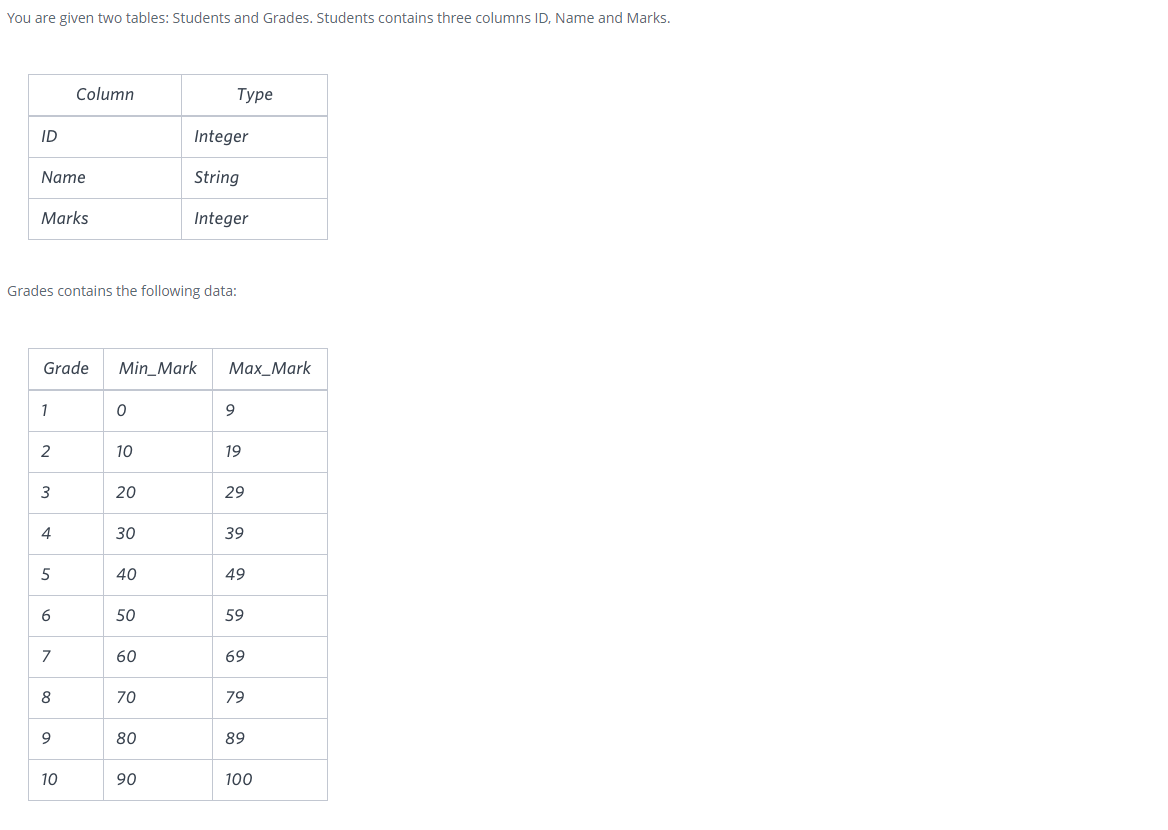 You are given two tables: Students and Grades. Students contains three columns ID, Name and Marks.
Column Type
ID Integer
Name String
Marks Integer
Grades contains the following data:
Grade Min_Mark Max_Mark
1 0 9
2 10 19
3 20 29
4 30 39
5 40 49
6 50 59
7 60 69
8 70 79
9 80 89
10 90 100